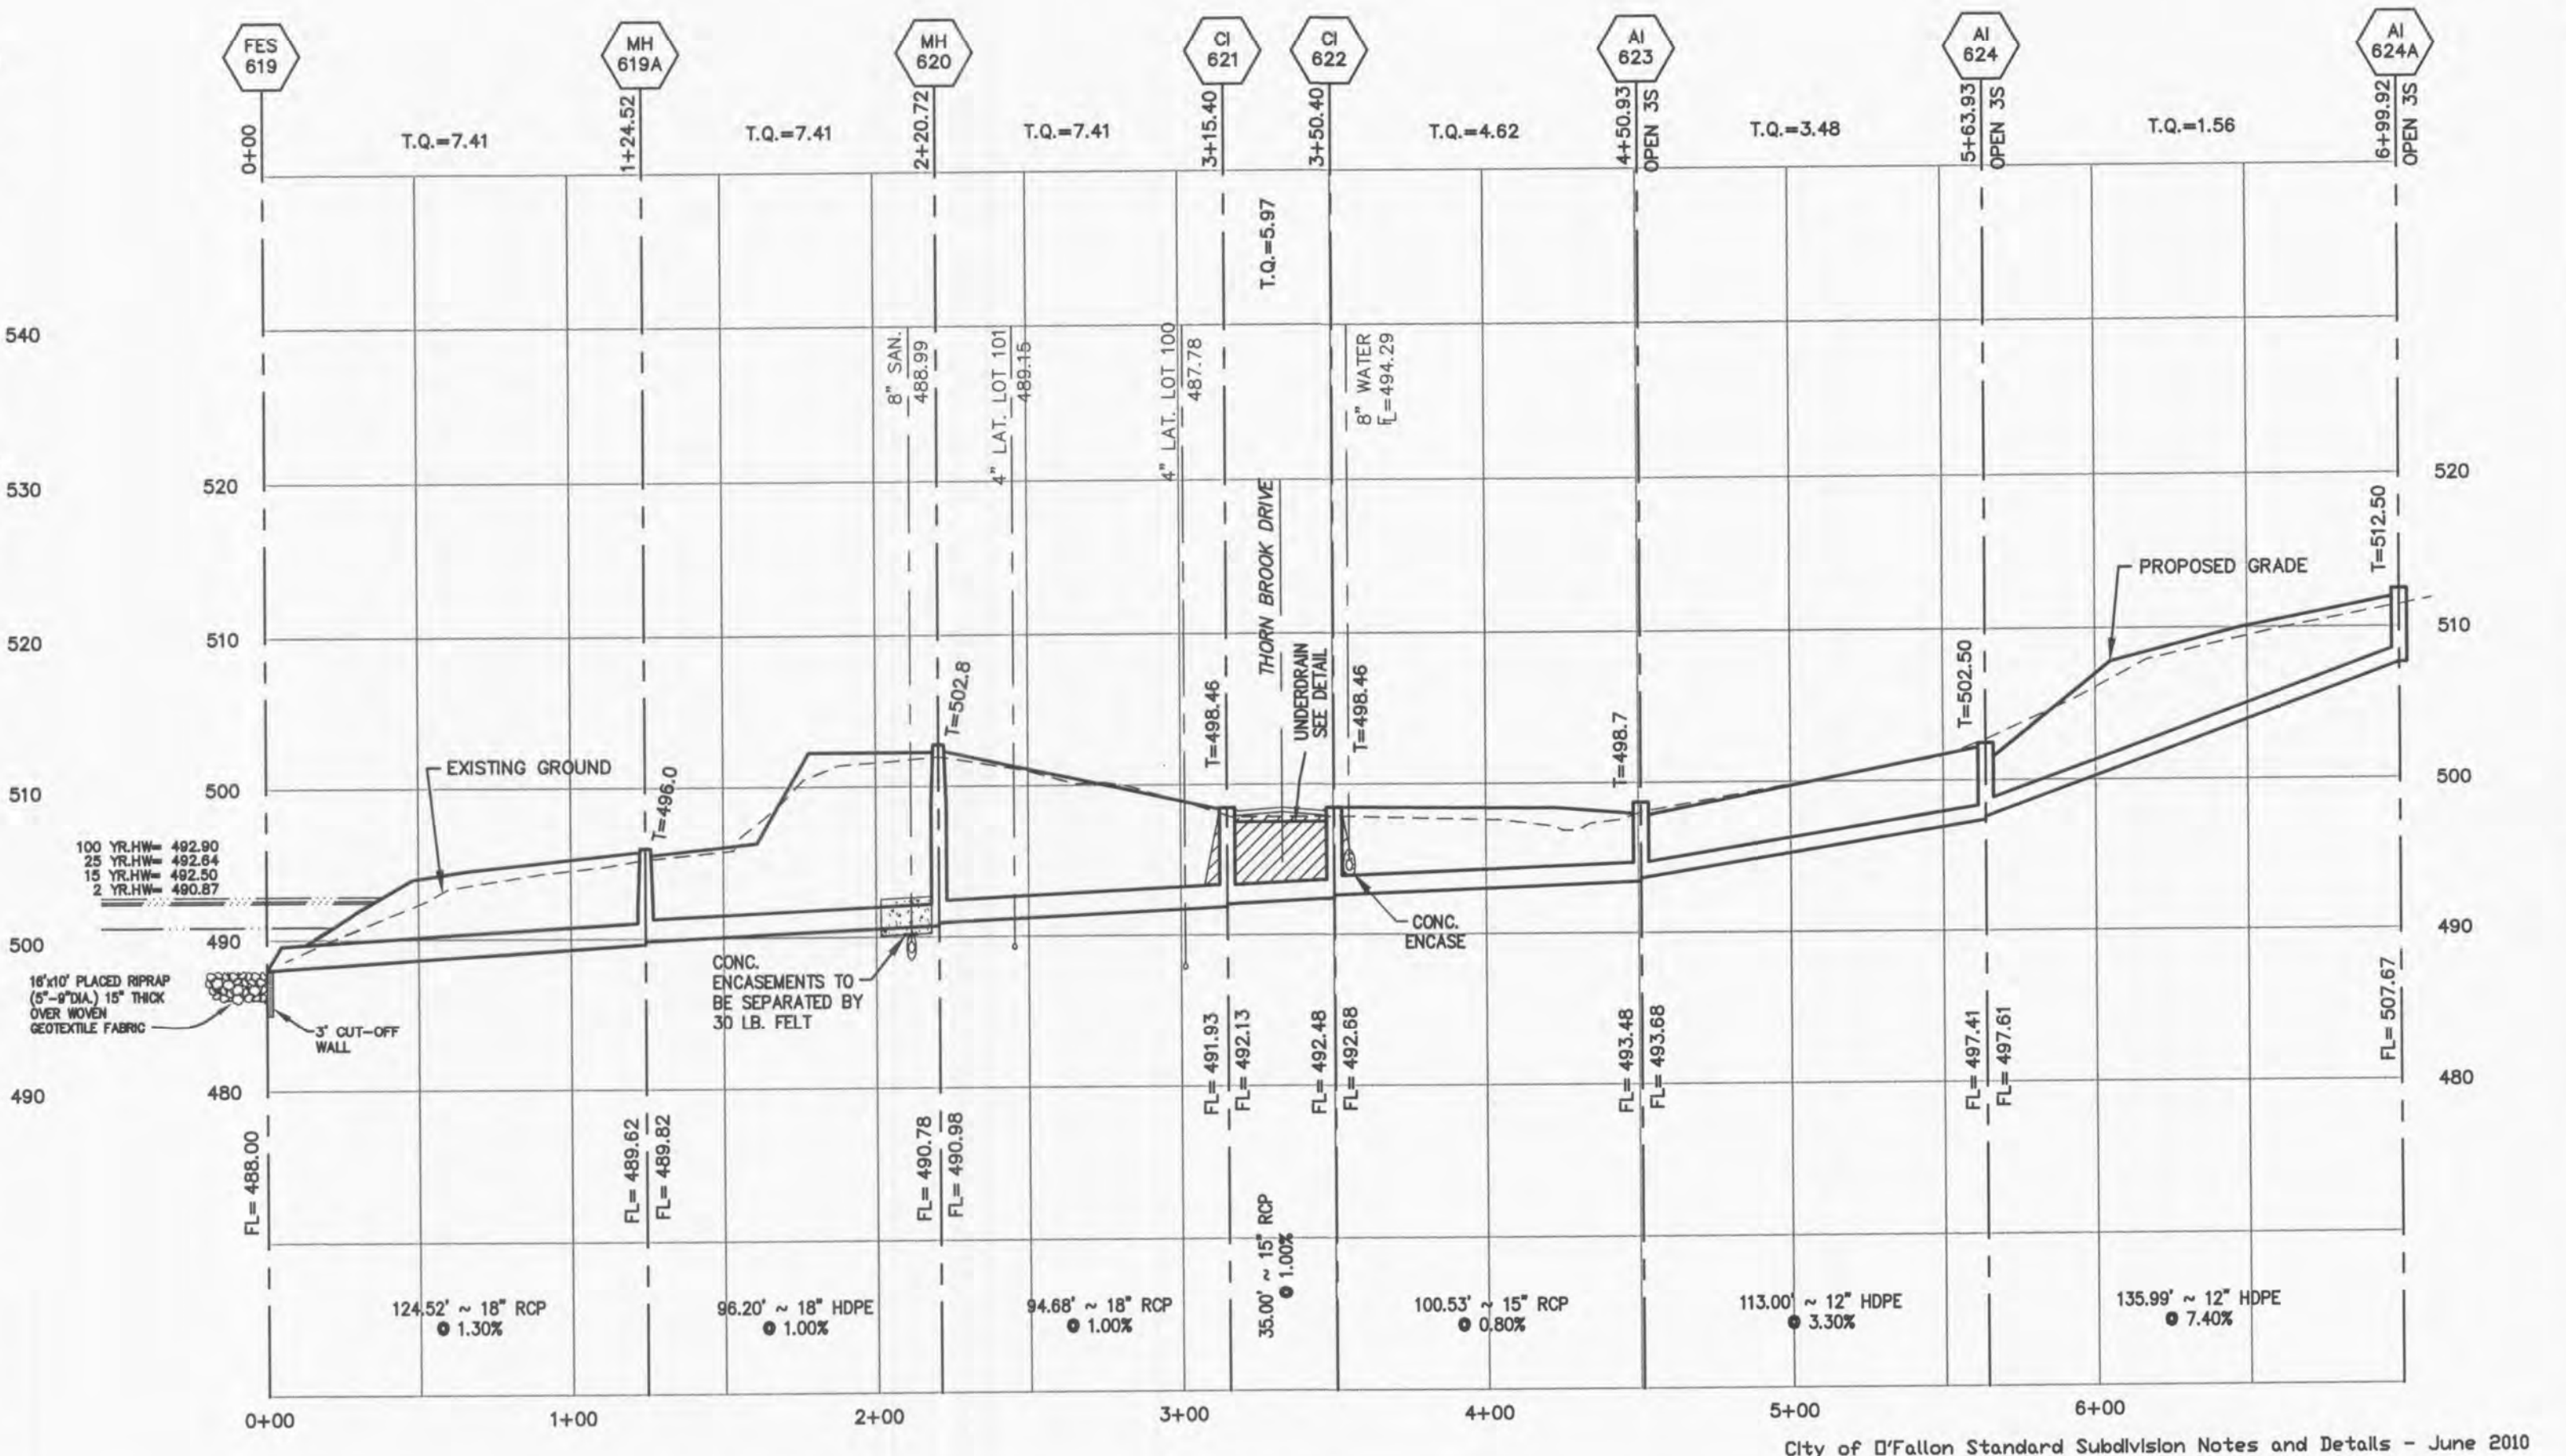 FES
619
MH
619A
MH
620
CI
621
CI
622
AI
623
AI
624
AI
624A
0+00
1+24.52
2+20.72
3+15.40
3+50.40
4+50.93
OPEN 3S
5+63.93
OPEN 3S
6+99.92
OPEN 3S
T.Q.=7.41
T.Q.=7.41
T.Q.=7.41
T.Q.=5.97
T.Q.=4.62
T.Q.=3.48
T.Q.=1.56
540
530
520
510
500
490
520
510
500
490
480
520
510
500
490
480
8" SAN.
488.99
4" LAT. LOT 101
489.15
4" LAT. LOT 100
487.78
8" WATER
FL=494.29
THORN BROOK DRIVE
UNDERDRAIN
SEE DETAIL
T=496.0
T=502.8
T=498.46
T=498.46
T=498.7
T=502.50
T=512.50
EXISTING GROUND
PROPOSED GRADE
100 YR.HW= 492.90
25 YR.HW= 492.64
15 YR.HW= 492.50
2 YR.HW= 490.87
16'x10' PLACED RIPRAP
(5"-9"DIA.) 15" THICK
OVER WOVEN
GEOTEXTILE FABRIC
3' CUT-OFF
WALL
CONC.
ENCASEMENTS TO
BE SEPARATED BY
30 LB. FELT
CONC.
ENCASE
FL= 488.00
FL= 489.62
FL= 489.82
FL= 490.78
FL= 490.98
FL= 491.93
FL= 492.13
FL= 492.48
FL= 492.68
FL= 493.48
FL= 493.68
FL= 497.41
FL= 497.61
FL= 507.67
124.52' ~ 18" RCP
@ 1.30%
96.20' ~ 18" HDPE
@ 1.00%
94.68' ~ 18" RCP
@ 1.00%
35.00' ~ 15" RCP
@ 1.00%
100.53' ~ 15" RCP
@ 0.80%
113.00' ~ 12" HDPE
@ 3.30%
135.99' ~ 12" HDPE
@ 7.40%
0+00
1+00
2+00
3+00
4+00
5+00
6+00
City of O'Fallon Standard Subdivision Notes and Details - June 2010